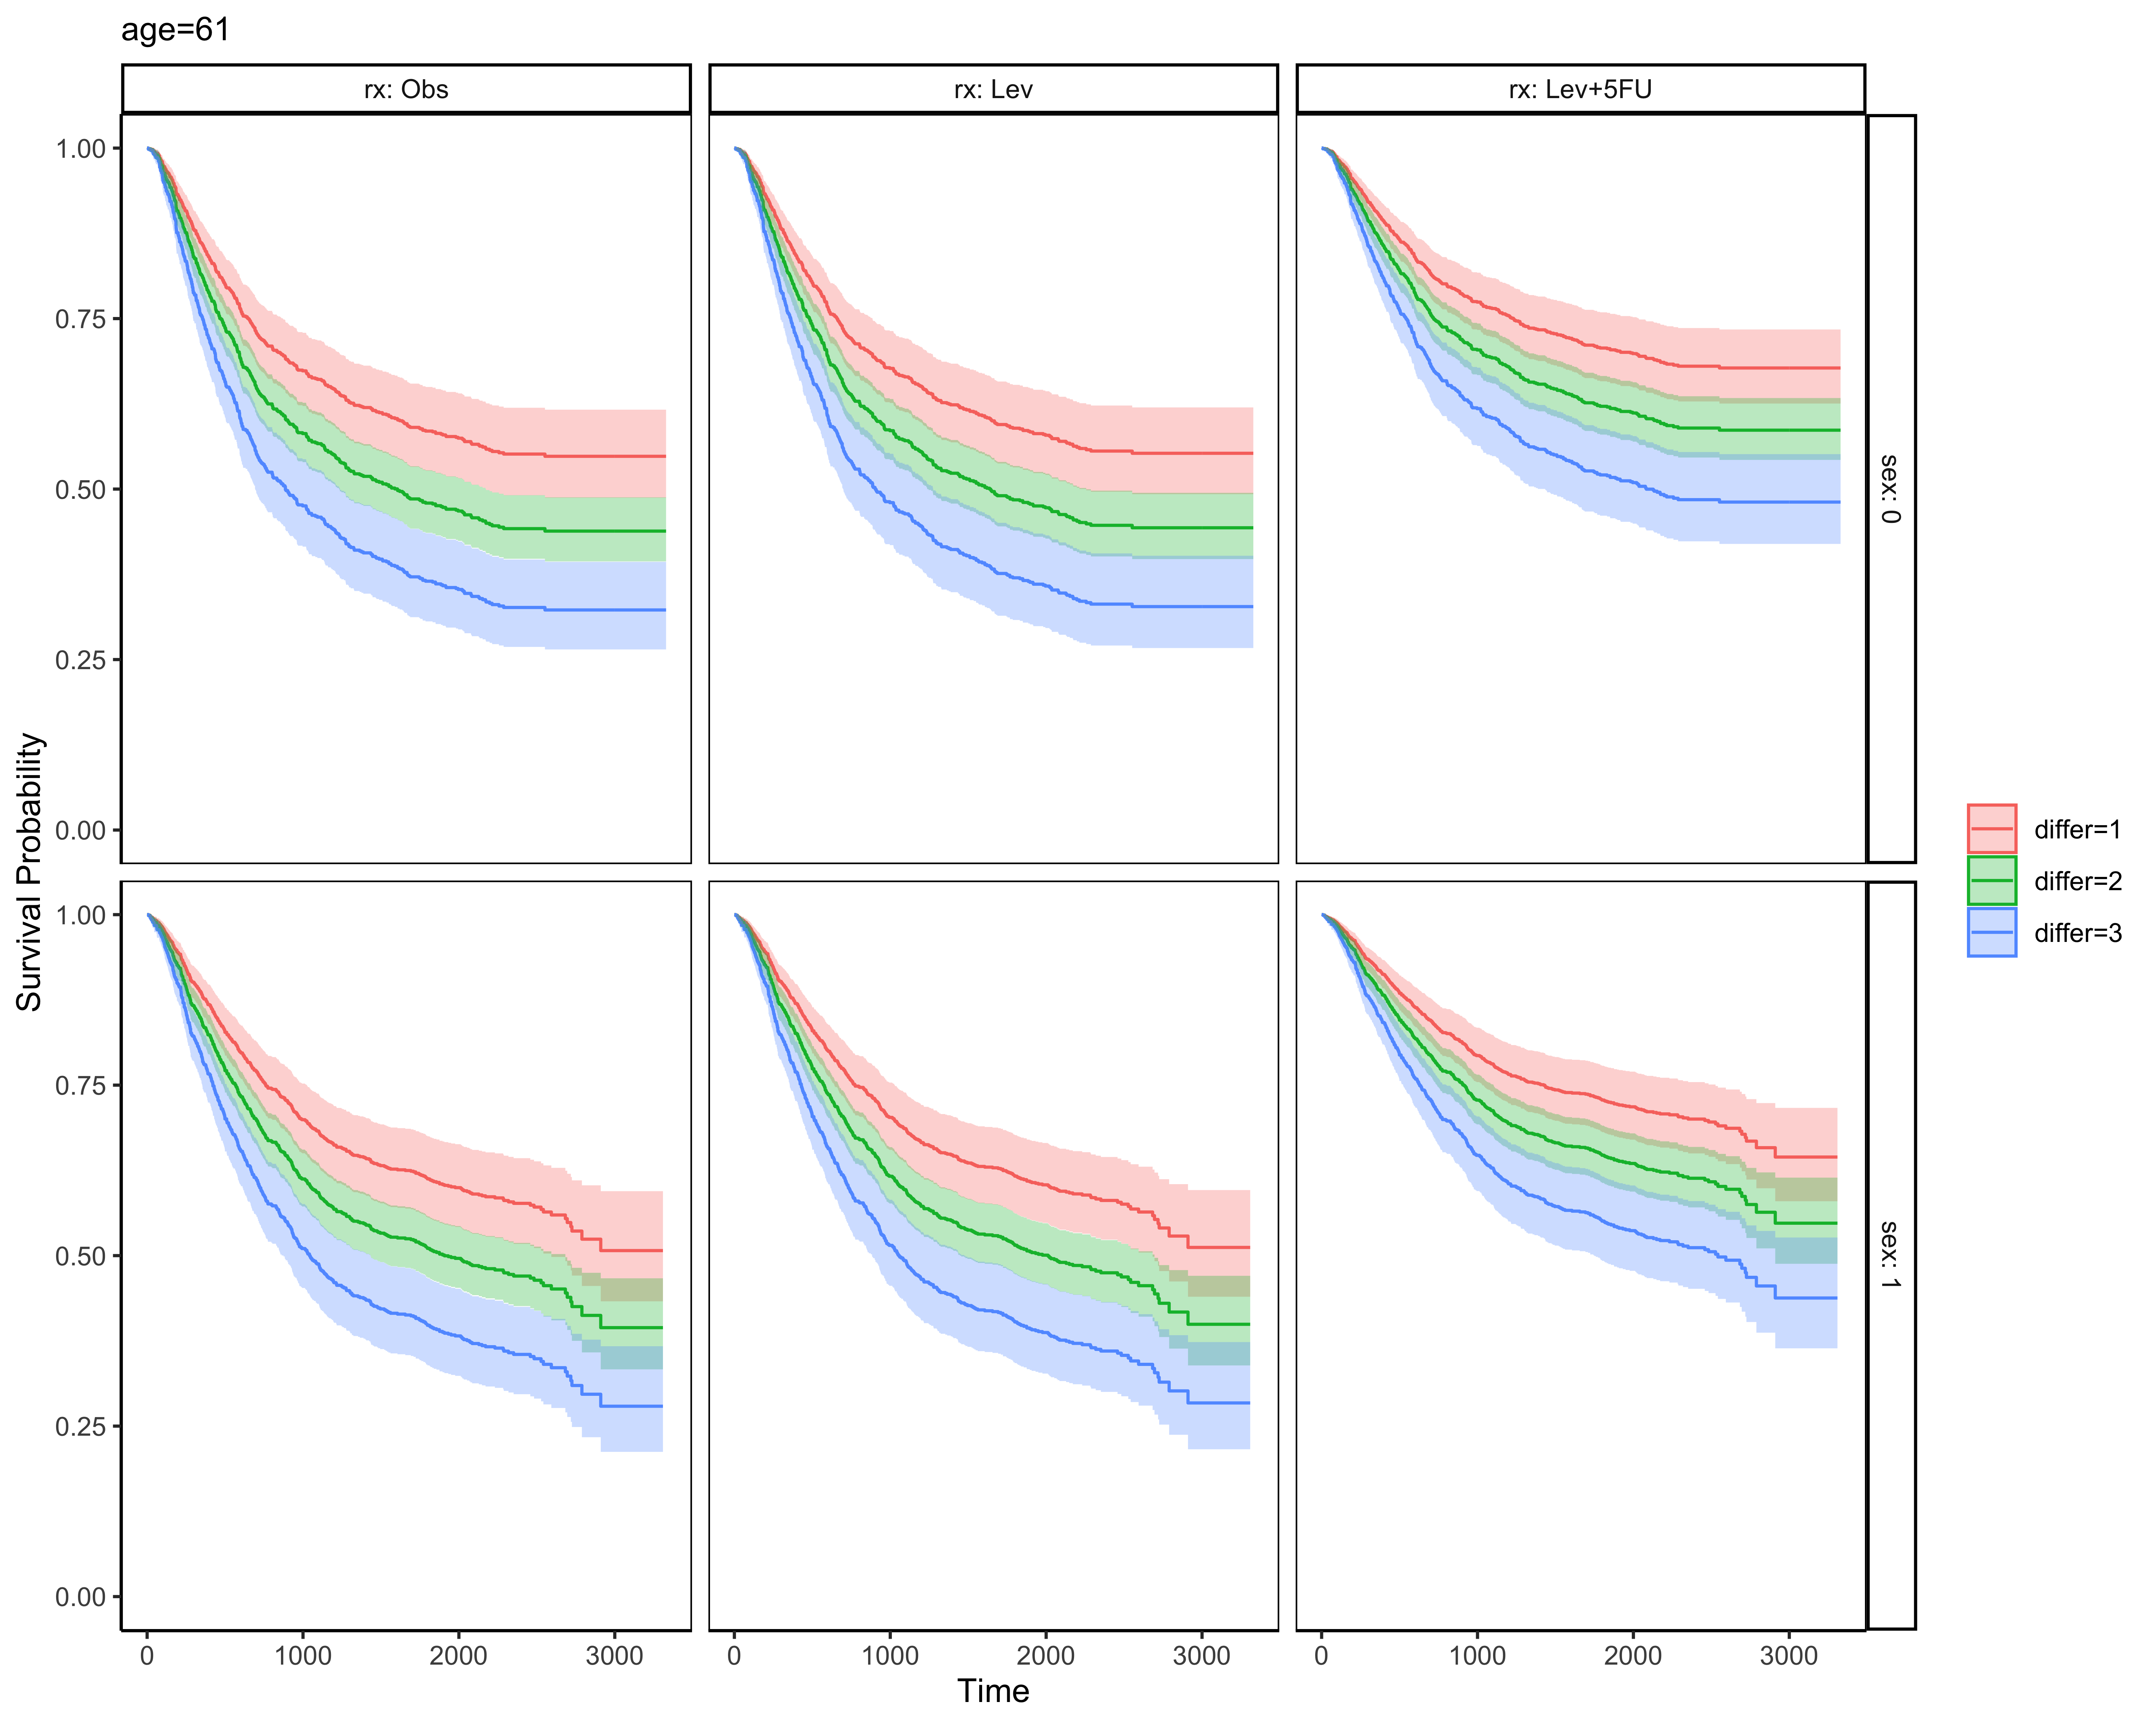 age=61
rx: Obs
rx: Lev
rx: Lev+5FU
1.00
0.75
0.50
0.25
0.00
sex: 0
1.00
0.75
0.50
0.25
0.00
sex: 1
Survival Probability
0 1000 2000 3000
0 1000 2000 3000
0 1000 2000 3000
Time
differ=1
differ=2
differ=3